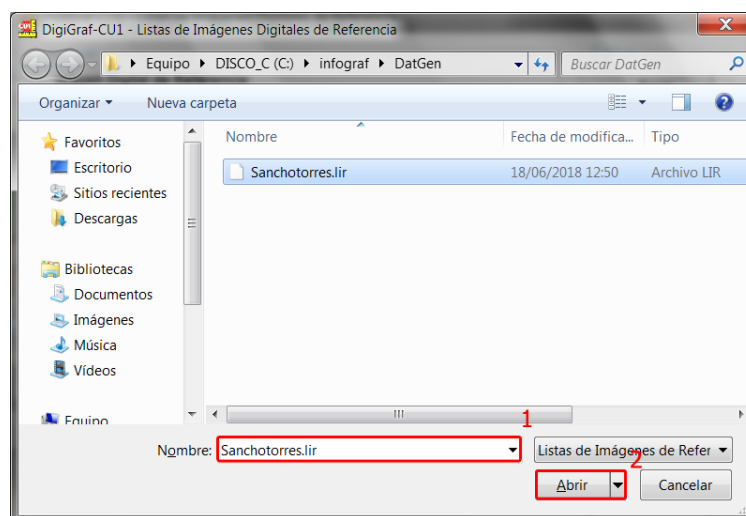 DigiGraf-CU1 - Listas de Imágenes Digitales de Referencia
Equipo DISCO_C (C:) infograf DatGen Buscar DatGen
Organizar Nueva carpeta
Favoritos
Escritorio
Sitios recientes
Descargas
Bibliotecas
Documentos
Imágenes
Música
Vídeos
Equipo
Nombre Fecha de modifica... Tipo
Sanchotorres.lir 18/06/2018 12:50 Archivo LIR
1
Nombre: Sanchotorres.lir Listas de Imágenes de Refer
2
Abrir Cancelar